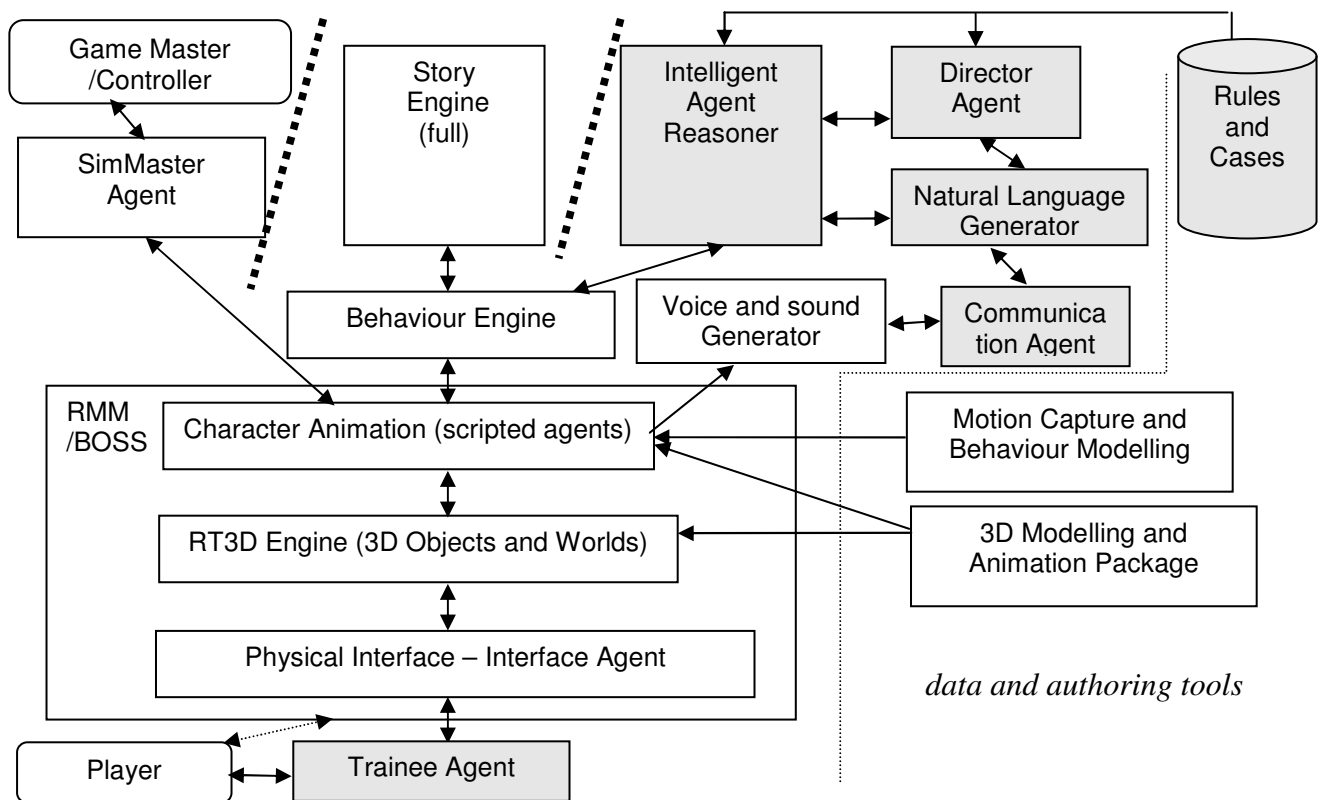 Game Master
/Controller
SimMaster
Agent
Story
Engine
(full)
Intelligent
Agent
Reasoner
Director
Agent
Rules
and
Cases
Natural Language
Generator
Behaviour Engine
Voice and sound
Generator
Communica
tion Agent
RMM
/BOSS
Character Animation (scripted agents)
Motion Capture and
Behaviour Modelling
RT3D Engine (3D Objects and Worlds)
3D Modelling and
Animation Package
Physical Interface – Interface Agent
data and authoring tools
Player
Trainee Agent